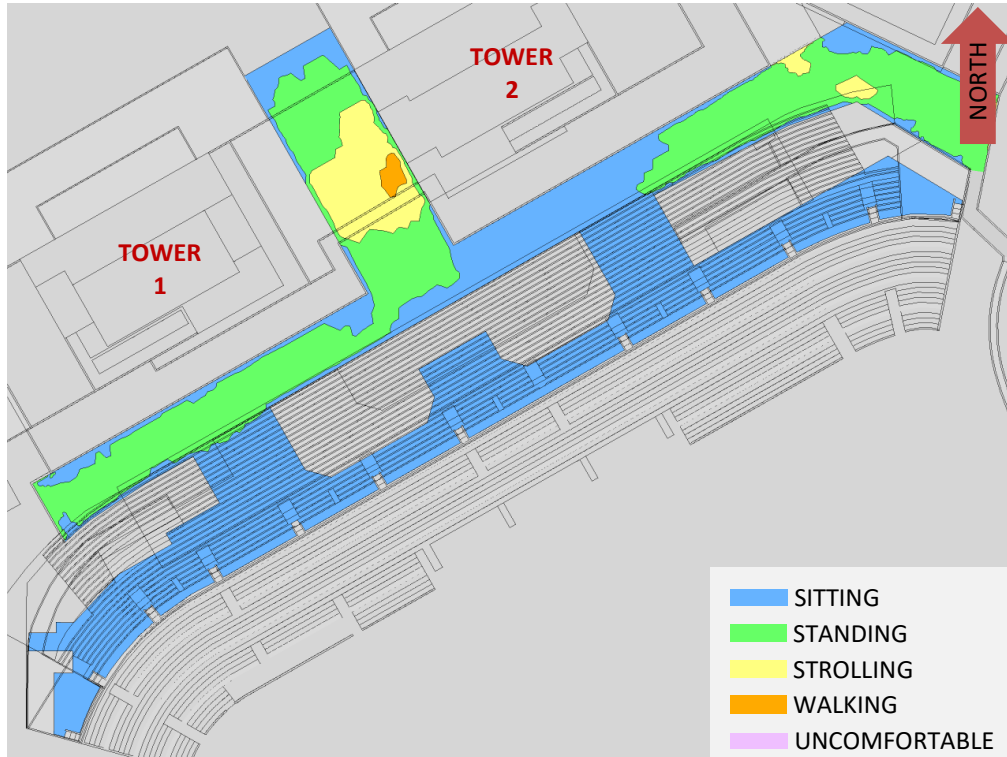 TOWER
2
NORTH
TOWER
1
SITTING
STANDING
STROLLING
WALKING
UNCOMFORTABLE